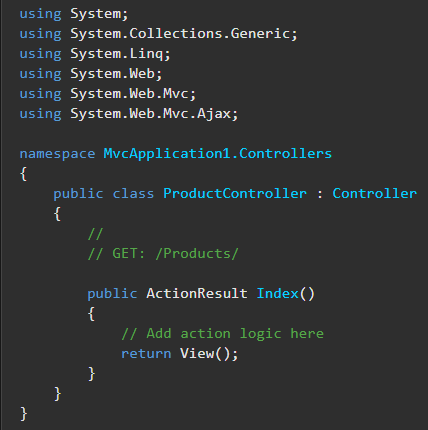 using System;
using System.Collections.Generic;
using System.Linq;
using System.Web;
using System.Web.Mvc;
using System.Web.Mvc.Ajax;

namespace MvcApplication1.Controllers
{
    public class ProductController : Controller
    {
        //
        // GET: /Products/

        public ActionResult Index()
        {
            // Add action logic here
            return View();
        }
    }
}